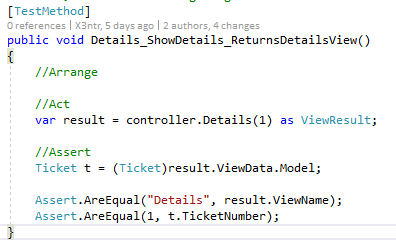 [TestMethod]
0 references | X3ntr, 5 days ago | 2 authors, 4 changes
public void Details_ShowDetails_ReturnsDetailsView()
{
    //Arrange

    //Act
    var result = controller.Details(1) as ViewResult;

    //Assert
    Ticket t = (Ticket)result.ViewData.Model;

    Assert.AreEqual("Details", result.ViewName);
    Assert.AreEqual(1, t.TicketNumber);
}